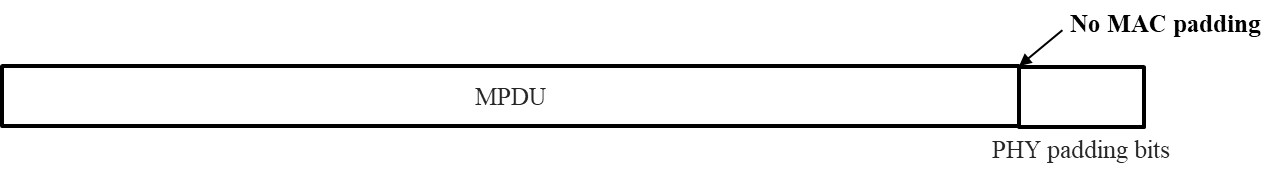 No MAC padding
MPDU
PHY padding bits